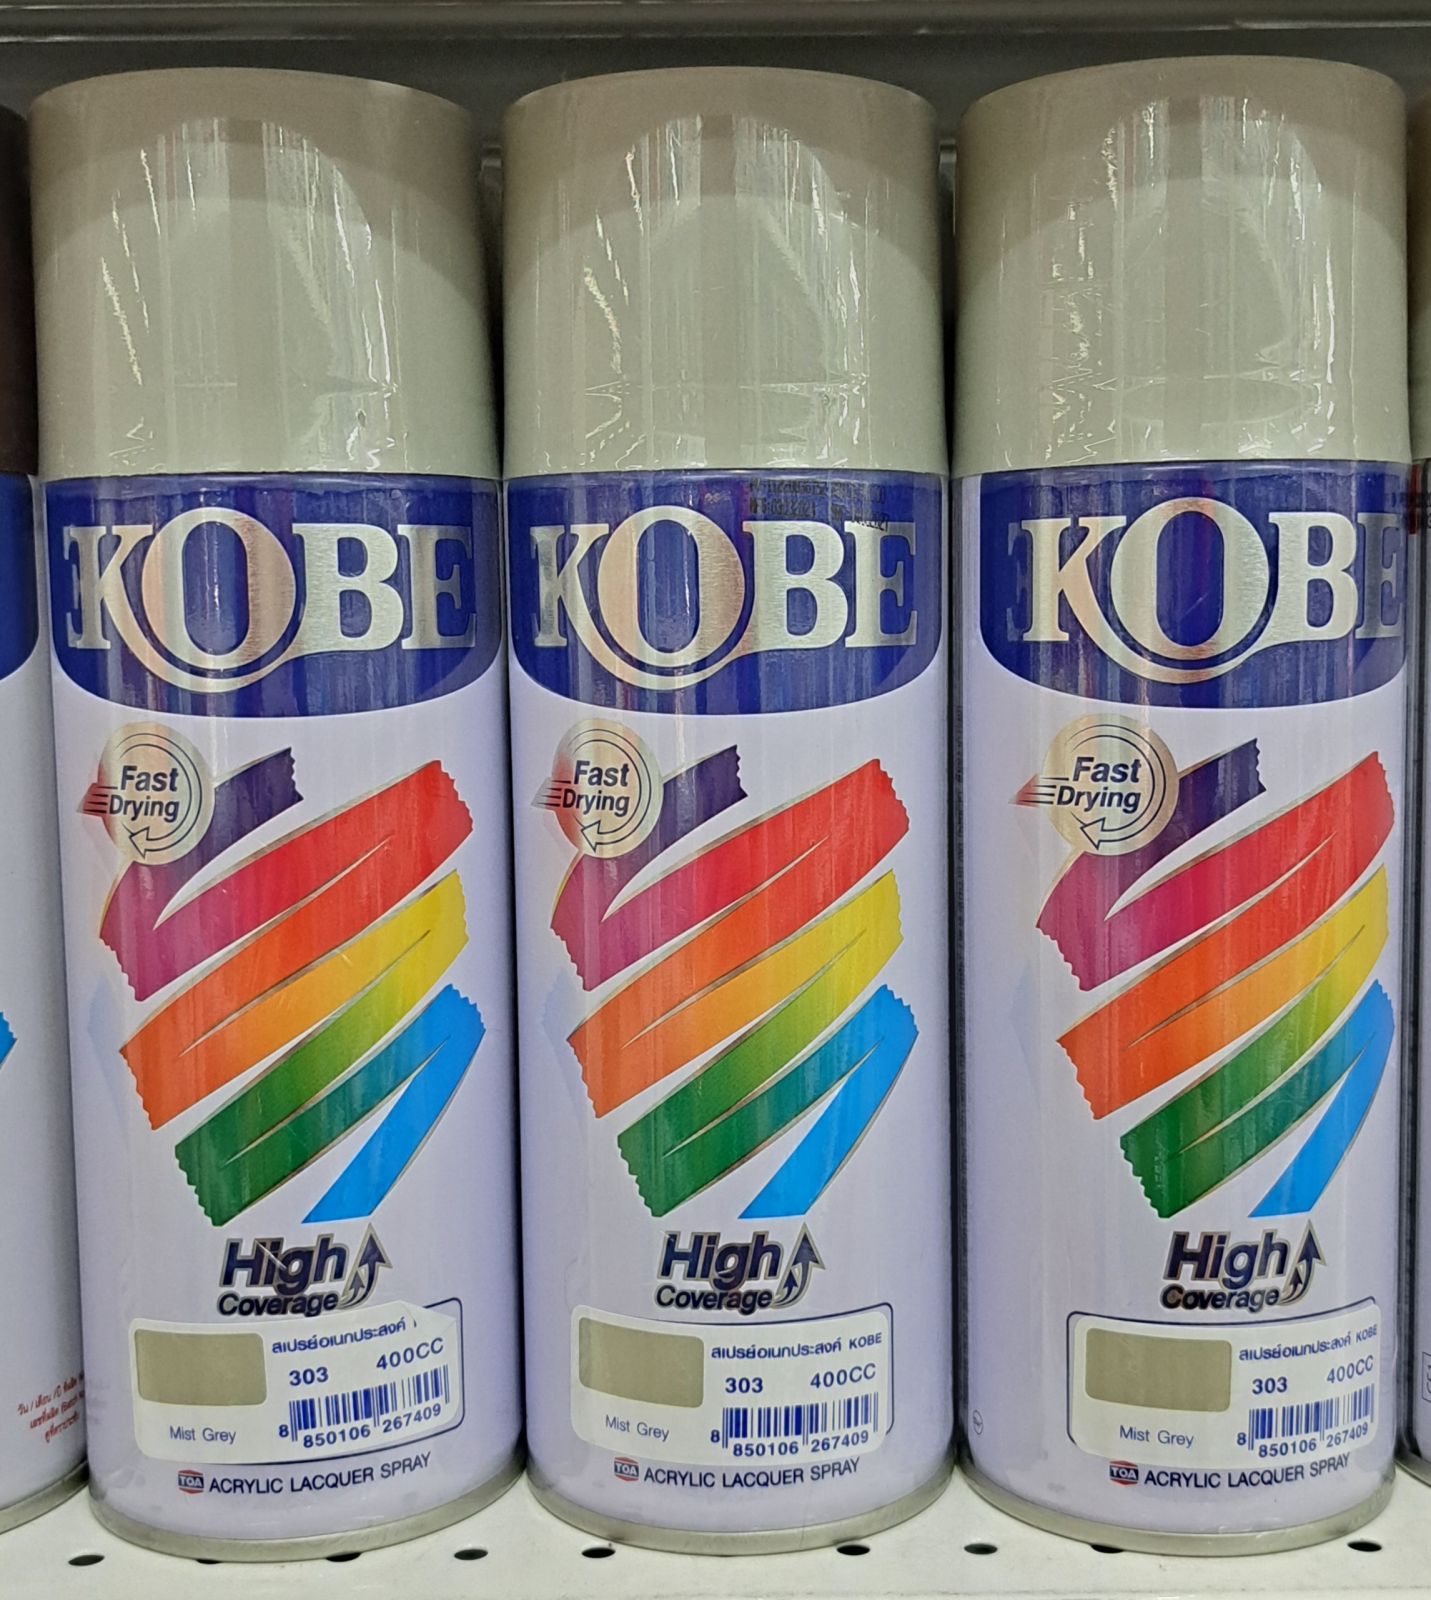 KOBE
Fast
Drying
High
Coverage
สเปรย์อเนกประสงค์
303 400CC
Mist Grey
8 850106 267409
TOA ACRYLIC LACQUER SPRAY
KOBE
Fast
Drying
High
Coverage
สเปรย์อเนกประสงค์ KOBE
303 400CC
Mist Grey
8 850106 267409
TOA ACRYLIC LACQUER SPRAY
KOBE
Fast
Drying
High
Coverage
สเปรย์อเนกประสงค์ KOBE
303 400CC
Mist Grey
8 850106 267409
TOA ACRYLIC LACQUER SPRAY